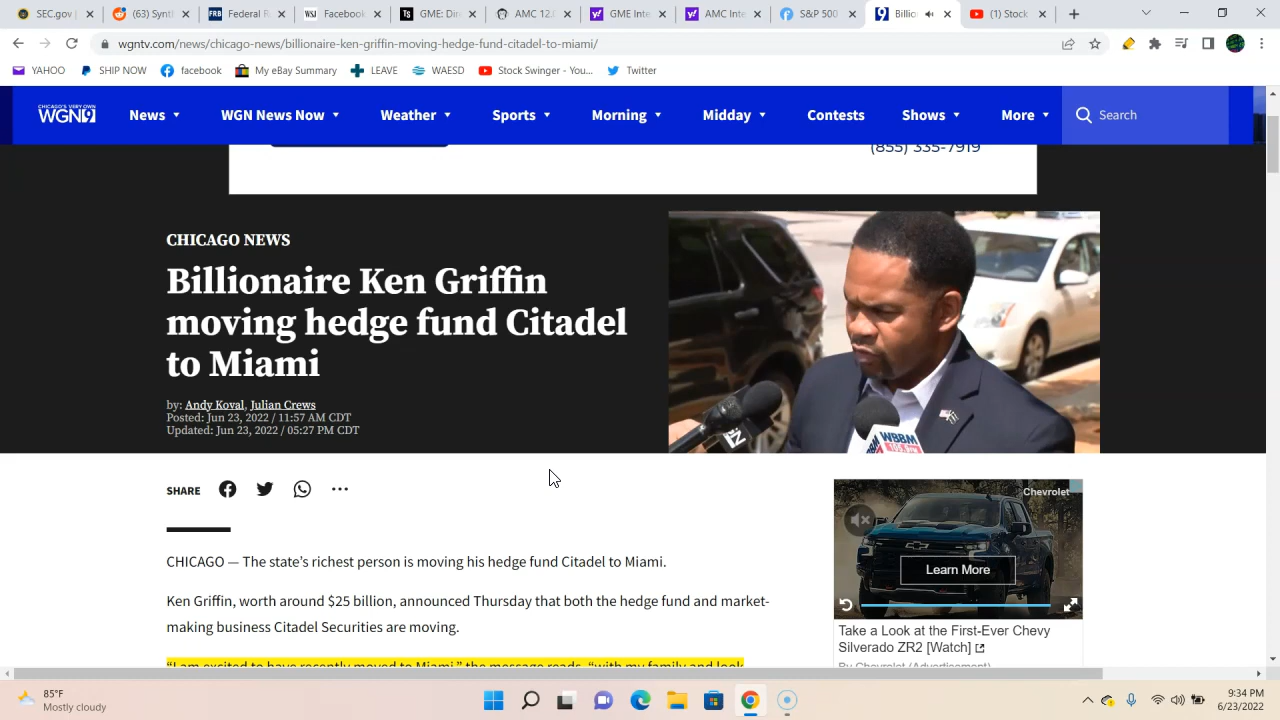 SEC.gov
(63) Synt
FRB
Facebook
GME Shor
AMC 12.0
GME Inte
AMC Inte
S&P 500
Billio
(1) Stock
wgntv.com/news/chicago-news/billionaire-ken-griffin-moving-hedge-fund-citadel-to-miami/
YAHOO
SHIP NOW
facebook
My eBay Summary
LEAVE
WAESD
Stock Swinger - You...
Twitter
CHICAGO'S VERY OWN
WGN9
News
WGN News Now
Weather
Sports
Morning
Midday
Contests
Shows
More
Search
(855) 335-7919
CHICAGO NEWS
Billionaire Ken Griffin
moving hedge fund Citadel
to Miami
by: Andy Koval, Julian Crews
Posted: Jun 23, 2022 / 11:57 AM CDT
Updated: Jun 23, 2022 / 05:27 PM CDT
WBBM
SHARE
CHICAGO — The state's richest person is moving his hedge fund Citadel to Miami.
Ken Griffin, worth around $25 billion, announced Thursday that both the hedge fund and market-
making business Citadel Securities are moving.
“I am excited to have recently moved to Miami,” the message reads, “with my family and look
Chevrolet
Learn More
Take a Look at the First-Ever Chevy
Silverado ZR2 [Watch]
By Chevrolet (Advertisement)
85°F
Mostly cloudy
9:34 PM
6/23/2022